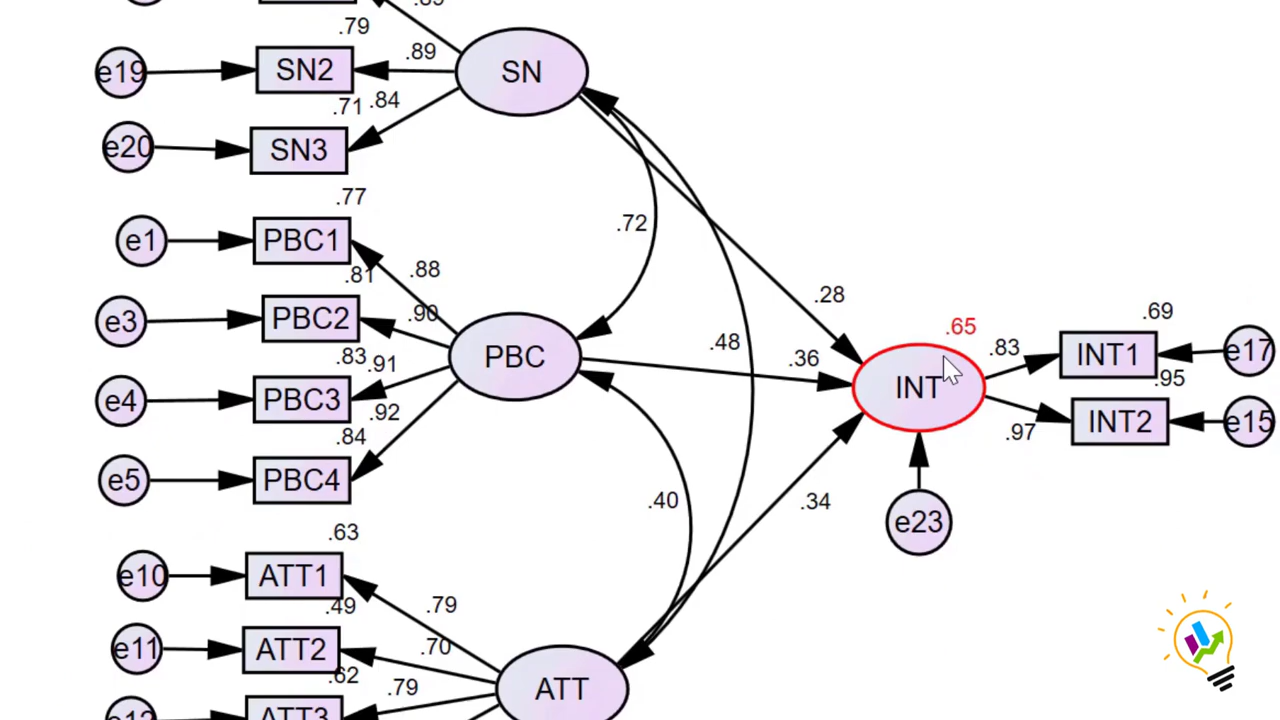 .89
.79
e19
SN2
.89
SN
.71
.84
e20
SN3
.77
e1
PBC1
.88
.72
.81
e3
PBC2
.90
PBC
.28
.48
.36
.65
.83
.69
INT1
e17
INT
.83
.91
e4
PBC3
.95
.97
INT2
e15
.92
.84
e5
PBC4
.40
.34
e23
.63
e10
ATT1
.79
.49
e11
ATT2
.70
.62
.79
ATT
ATT3